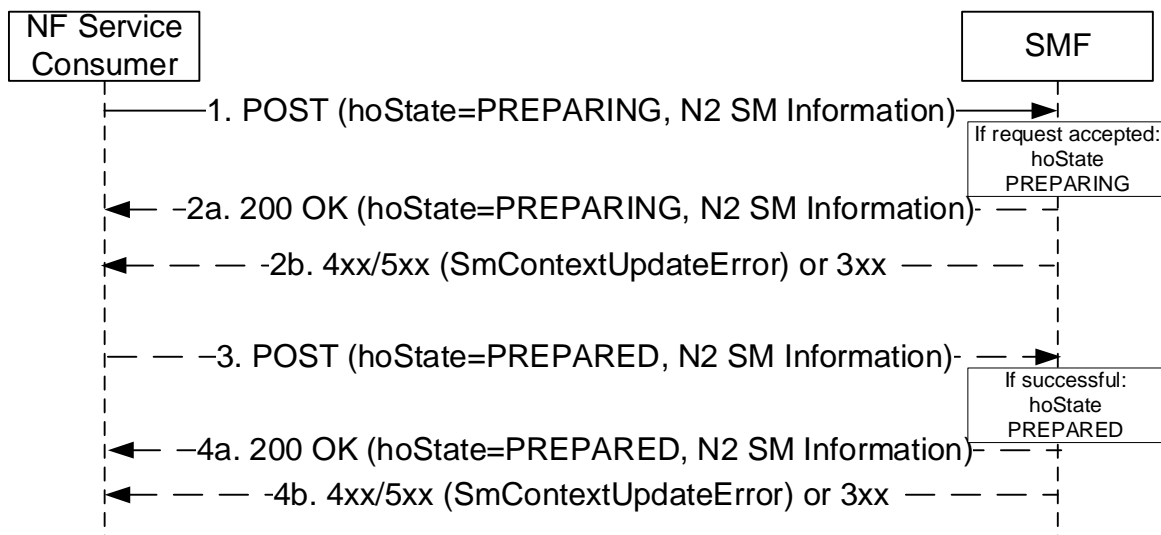 NF Service
Consumer
SMF
1. POST (hoState=PREPARING, N2 SM Information)
If request accepted:
hoState
PREPARING
2a. 200 OK (hoState=PREPARING, N2 SM Information)
2b. 4xx/5xx (SmContextUpdateError) or 3xx
3. POST (hoState=PREPARED, N2 SM Information)
If successful:
hoState
PREPARED
4a. 200 OK (hoState=PREPARED, N2 SM Information)
4b. 4xx/5xx (SmContextUpdateError) or 3xx